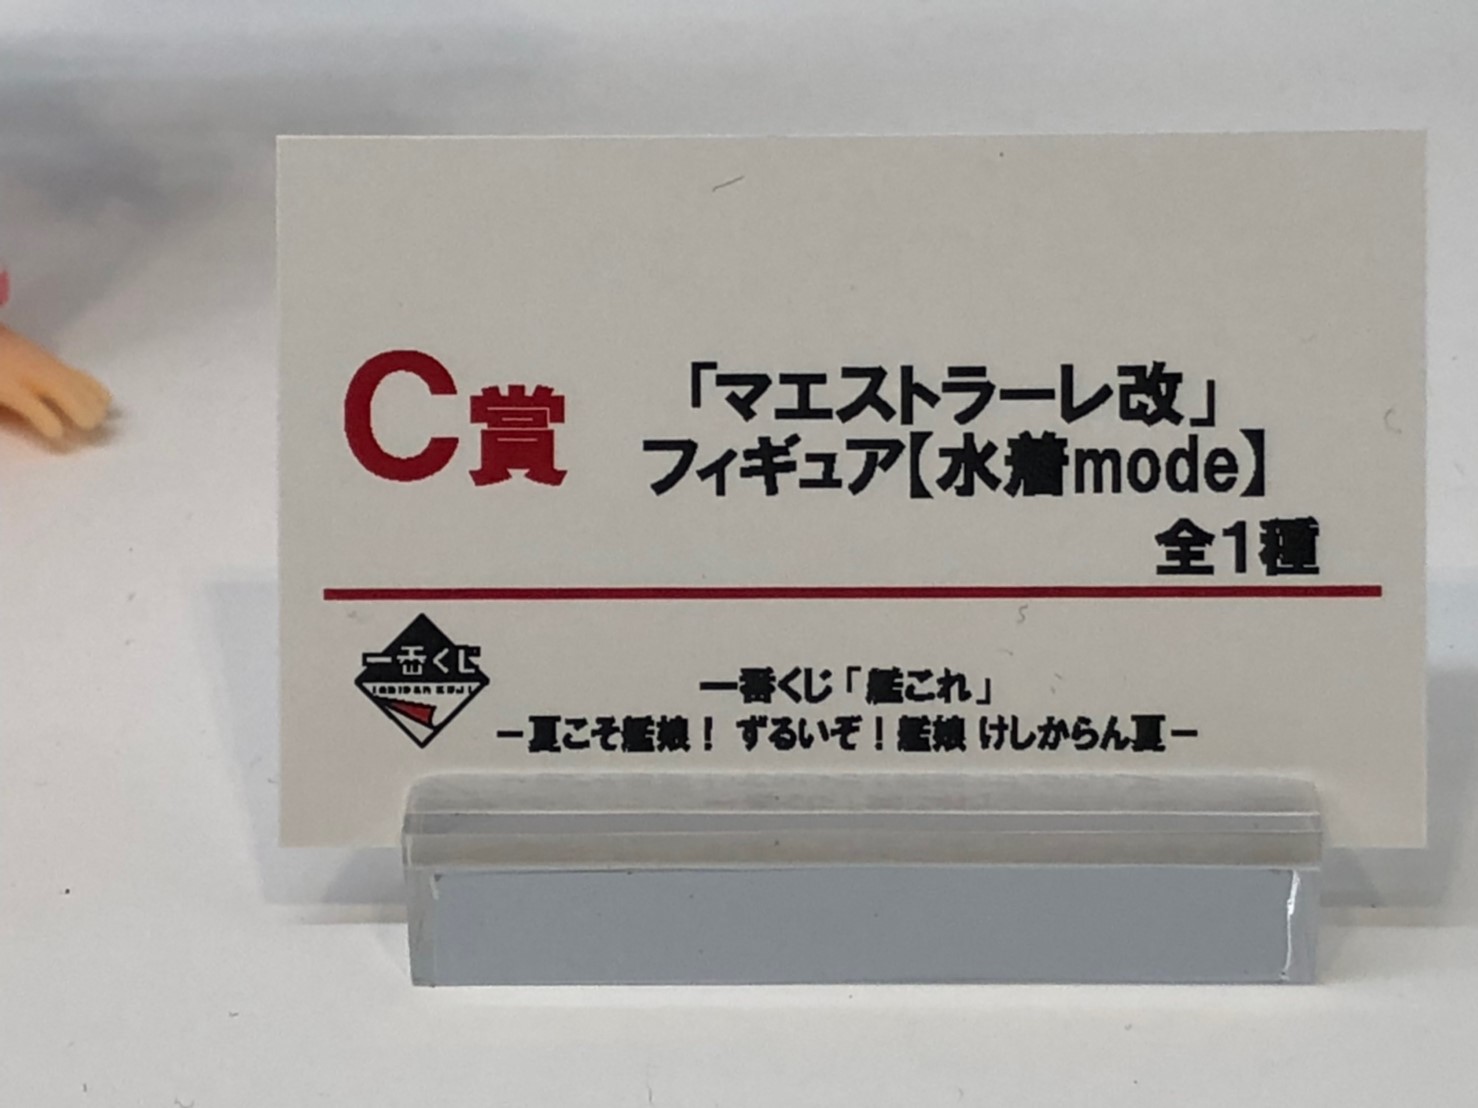 C賞
「マエストラーレ改」
フィギュア【水着mode】
全1種
一番くじ
ICHIBAN KUJI
一番くじ「艦これ」
－夏こそ艦娘！ ずるいぞ！艦娘 けしからん夏－